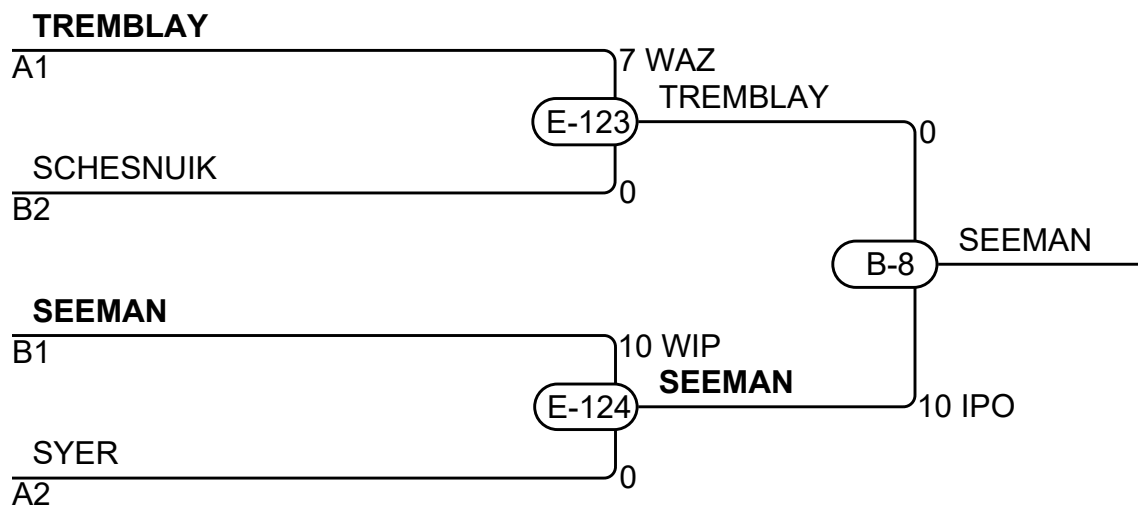 TREMBLAY
A1
7 WAZ
TREMBLAY
E-123
0
SCHESNUIK
0
B2
SEEMAN
B-8
SEEMAN
B1
10 WIP
SEEMAN
E-124
10 IPO
SYER
0
A2